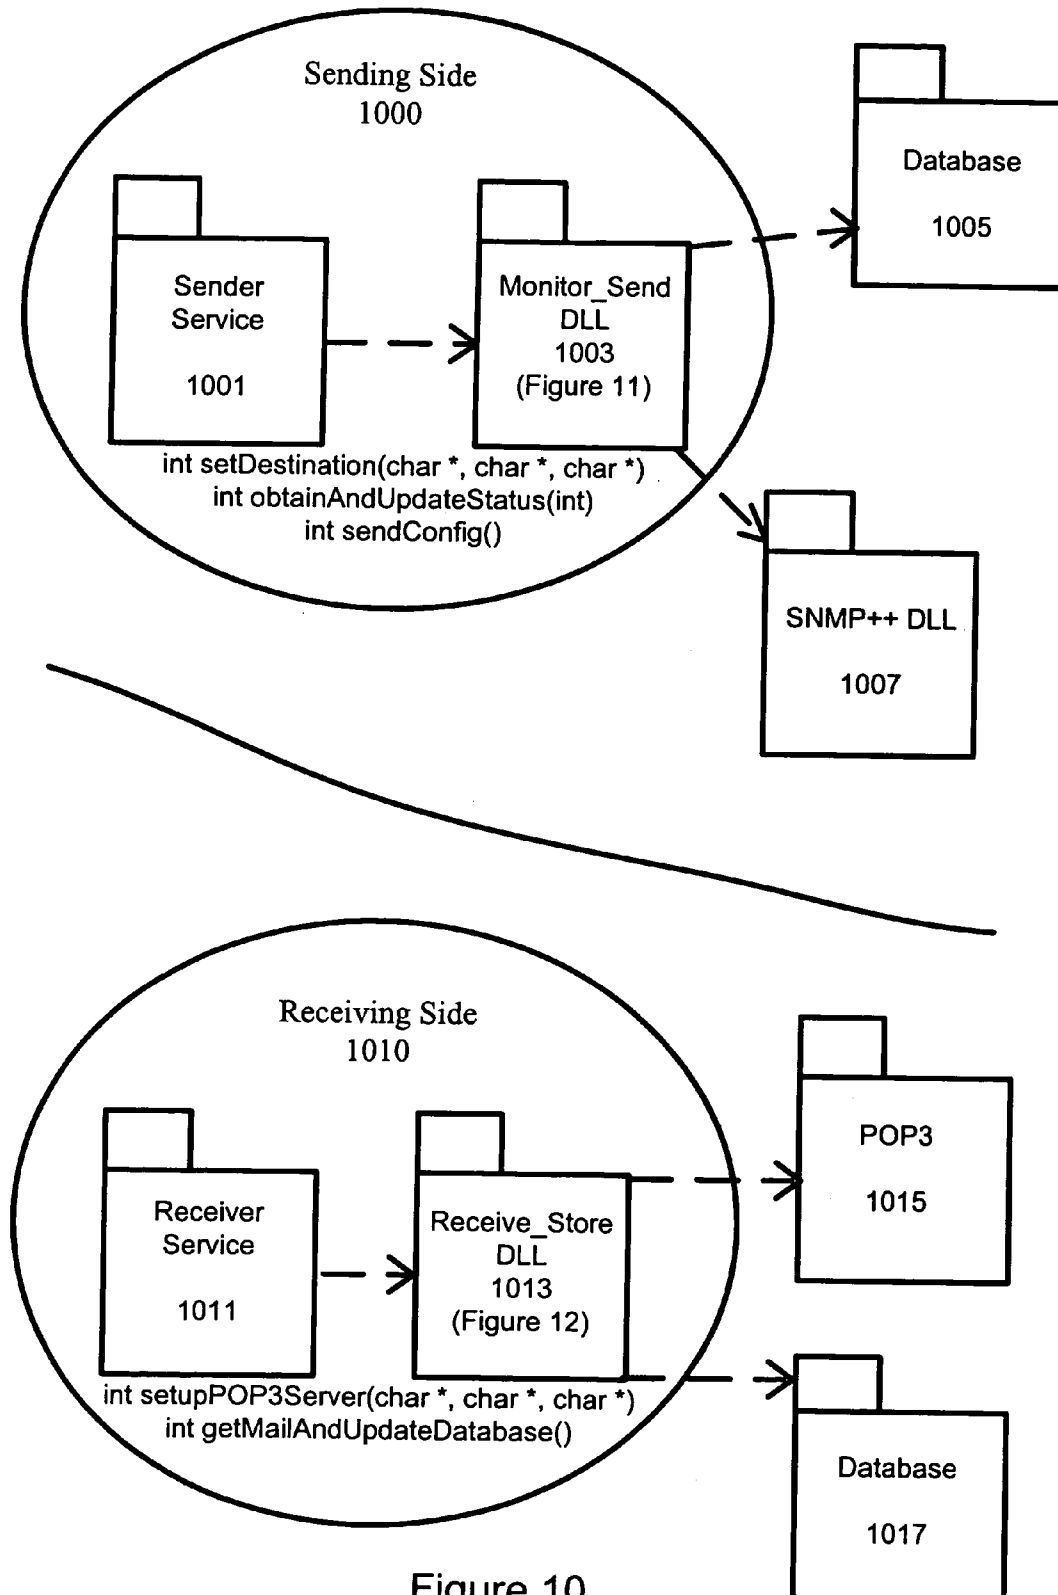 Sending Side
1000
Database
1005
Sender
Service
1001
Monitor_Send
DLL
1003
(Figure 11)
int setDestination(char *, char *, char *)
int obtainAndUpdateStatus(int)
int sendConfig()
SNMP++ DLL
1007
Receiving Side
1010
POP3
1015
Receiver
Service
1011
Receive_Store
DLL
1013
(Figure 12)
int setupPOP3Server(char *, char *, char *)
int getMailAndUpdateDatabase()
Database
1017
Figure 10